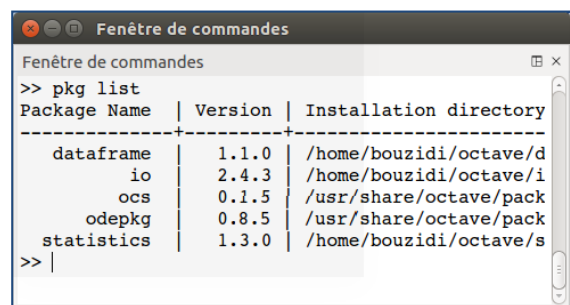 Fenêtre de commandes
Fenêtre de commandes
>> pkg list
Package Name | Version | Installation directory
--------------+---------+-----------------------
dataframe | 1.1.0 | /home/bouzidi/octave/d
io | 2.4.3 | /home/bouzidi/octave/i
ocs | 0.1.5 | /usr/share/octave/pack
odepkg | 0.8.5 | /usr/share/octave/pack
statistics | 1.3.0 | /home/bouzidi/octave/s
>>